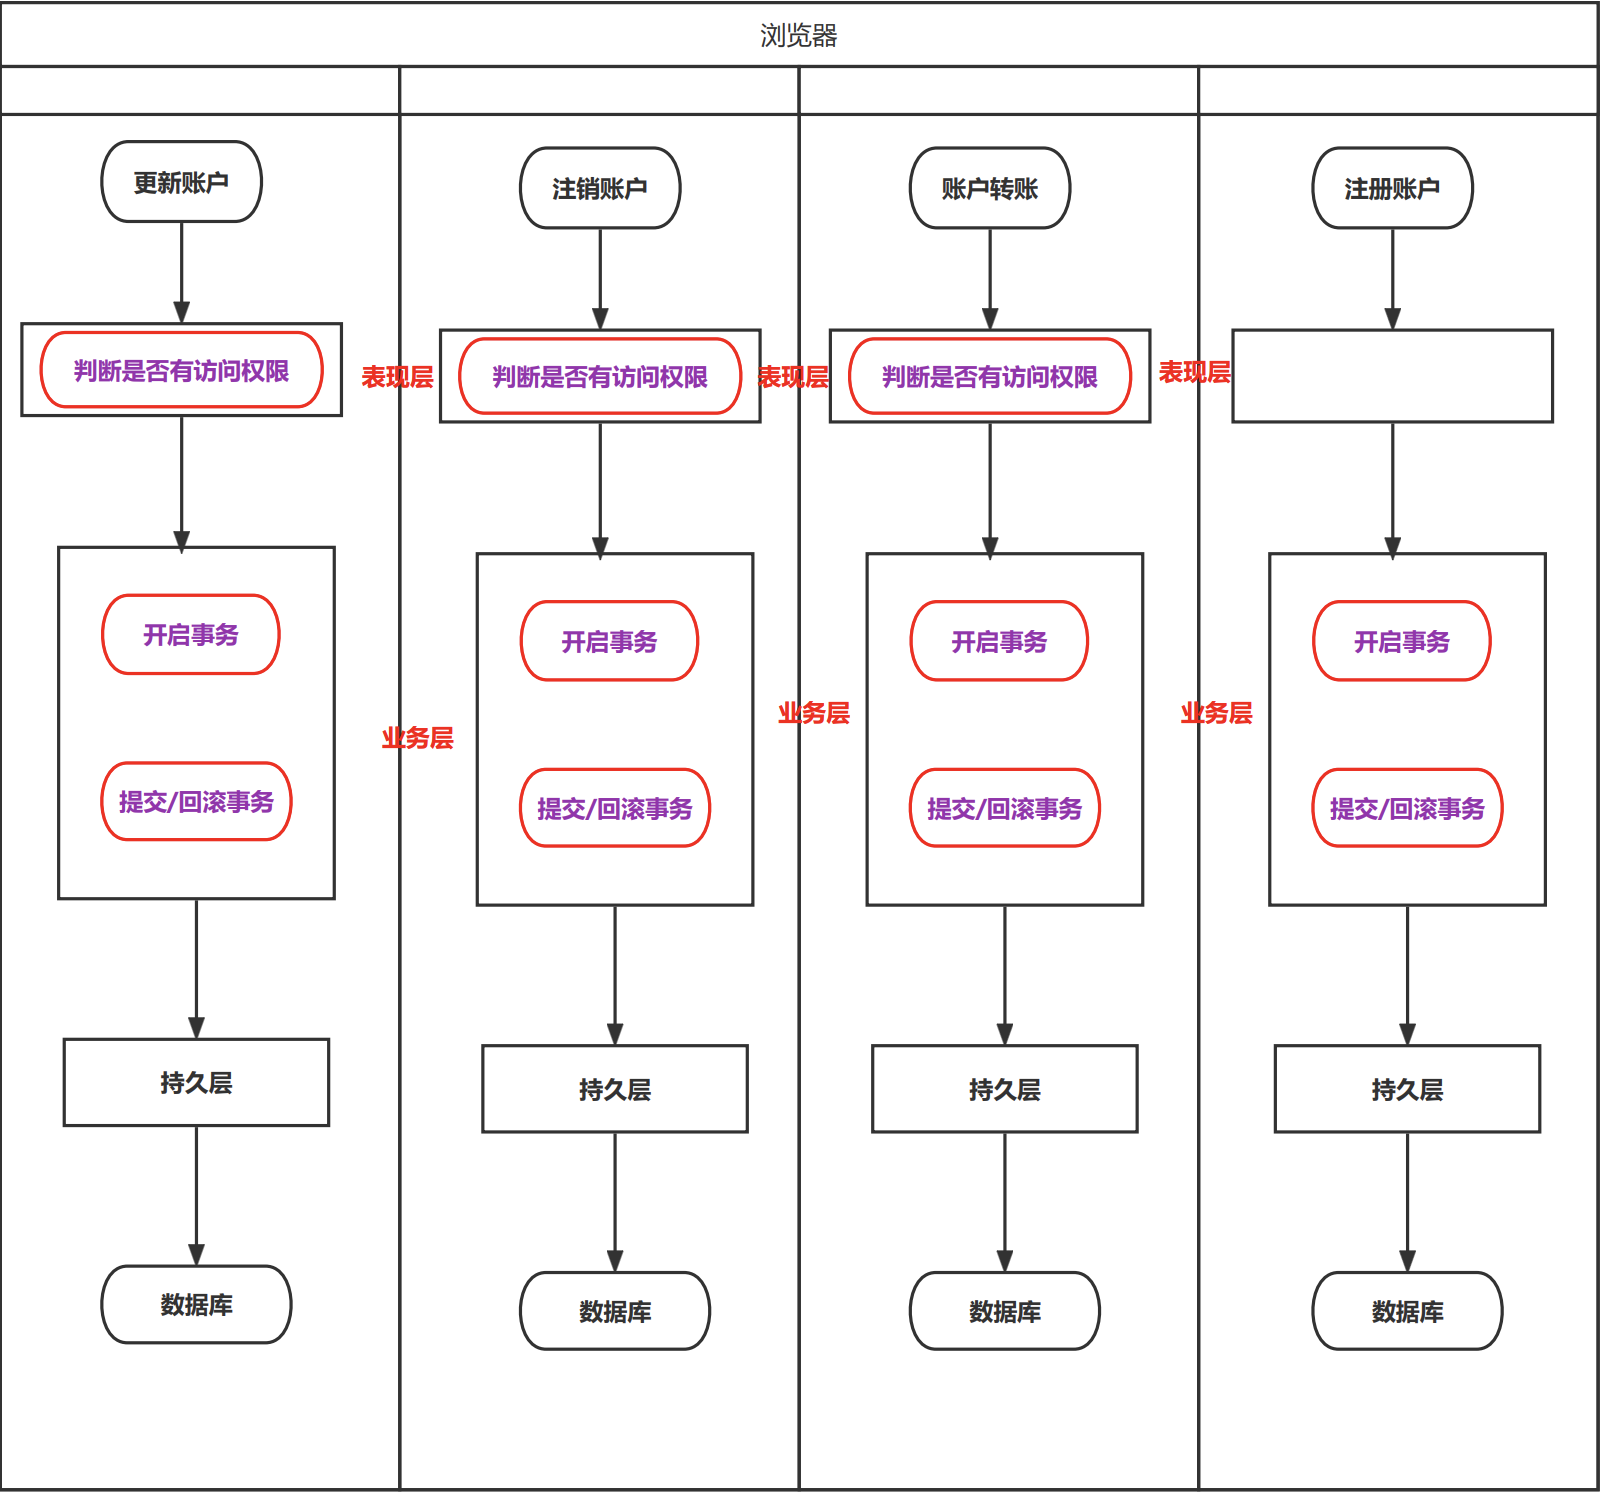 浏览器
更新账户
注销账户
账户转账
注册账户
判断是否有访问权限
表现层
判断是否有访问权限
表现层
判断是否有访问权限
表现层
开启事务
开启事务
开启事务
开启事务
业务层
业务层
业务层
提交/回滚事务
提交/回滚事务
提交/回滚事务
提交/回滚事务
持久层
持久层
持久层
持久层
数据库
数据库
数据库
数据库